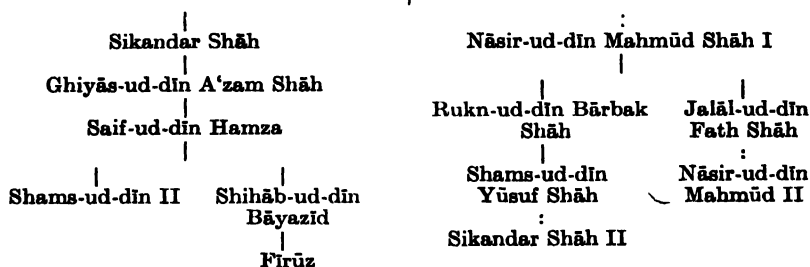 Sikandar Shāh
Ghiyās-ud-dīn A‘zam Shāh
Saif-ud-dīn Hamza
Shams-ud-dīn II
Shihāb-ud-dīn
Bāyazīd
Fīrūz
Nāsir-ud-dīn Mahmūd Shāh I
Rukn-ud-dīn Bārbak
Shāh
Jalāl-ud-dīn
Fath Shāh
Shams-ud-dīn
Yūsuf Shāh
Nāsir-ud-dīn
Mahmūd II
Sikandar Shāh II